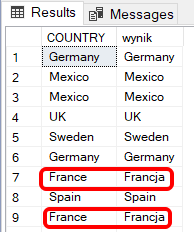 Results Messages
COUNTRY wynik
1 Germany Germany
2 Mexico Mexico
3 Mexico Mexico
4 UK UK
5 Sweden Sweden
6 Germany Germany
7 France Francja
8 Spain Spain
9 France Francja